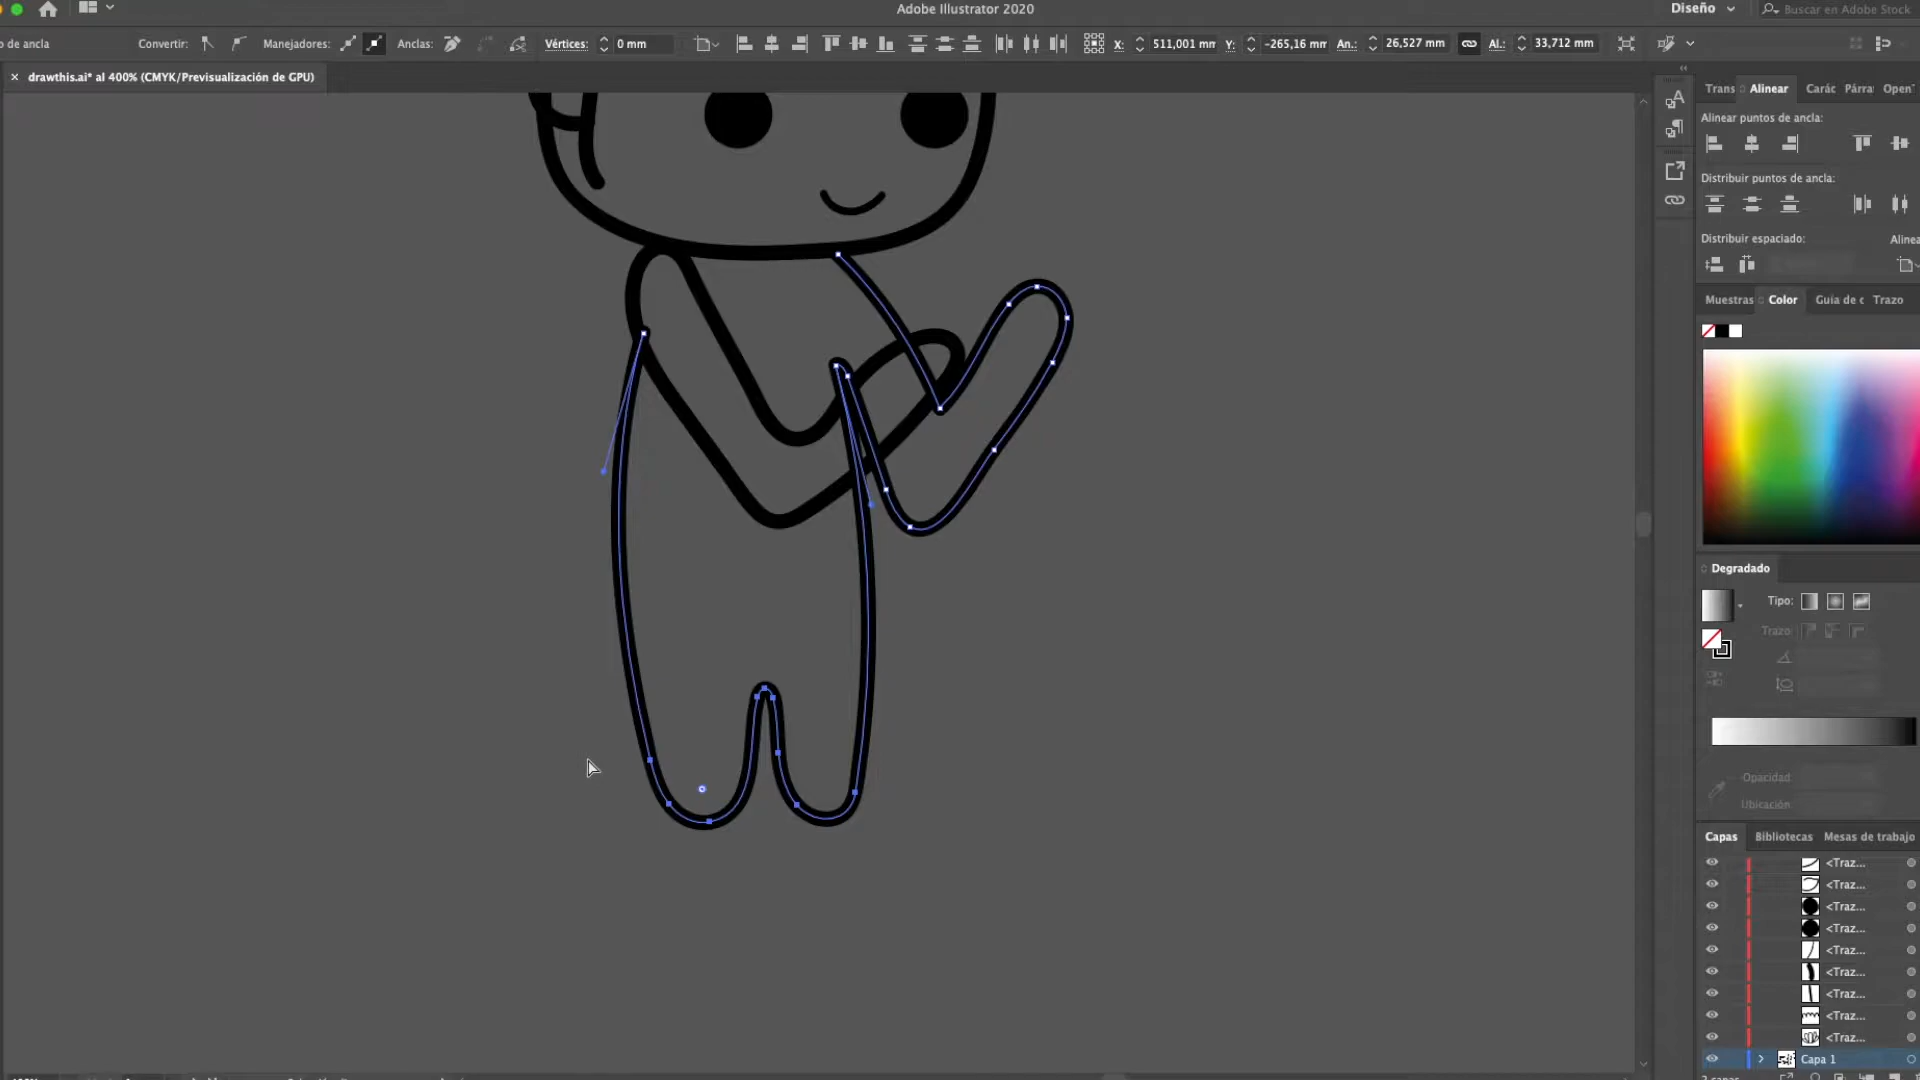 Adobe Illustrator 2020
Diseño
Buscar en Adobe Stock
o de ancla
Convertir:
Manejadores:
Anclas:
Vértices:
0 mm
X:
511,001 mm
Y:
-265,16 mm
An.:
26,527 mm
Al.:
33,712 mm
× drawthis.ai* al 400% (CMYK/Previsualización de GPU)
Trans
Alinear
Carác
Párra
Open
Alinear puntos de ancla:
Distribuir puntos de ancla:
Distribuir espaciado:
Alinea
Muestras
Color
Guía de c
Trazo
Degradado
Tipo:
Trazo:
Opacidad
Ubicación:
Capas
Bibliotecas
Mesas de trabajo
<Traz...
<Traz...
<Traz...
<Traz...
<Traz...
<Traz...
<Traz...
<Traz...
<Traz...
Capa 1